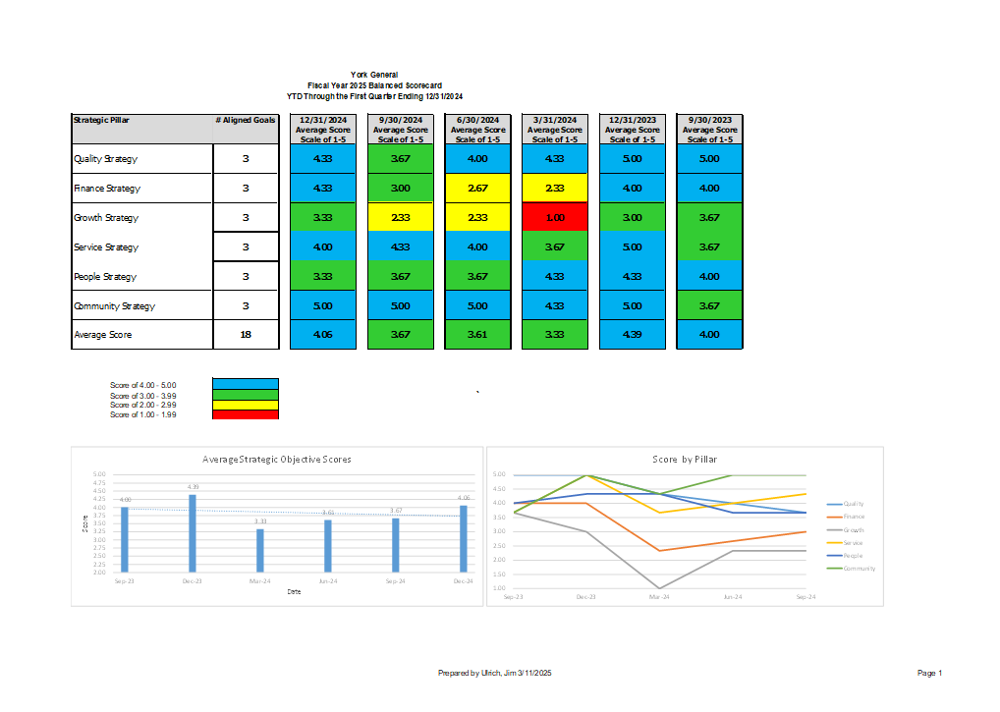 York General
Fiscal Year 2025 Balanced Scorecard
YTD Through the First Quarter Ending 12/31/2024
Strategic Pillar # Aligned Goals 12/31/2024 9/30/2024 6/30/2024 3/31/2024 12/31/2023 9/30/2023
Average Score Average Score Average Score Average Score Average Score Average Score
Scale of 1-5 Scale of 1-5 Scale of 1-5 Scale of 1-5 Scale of 1-5 Scale of 1-5
Quality Strategy 3 4.33 3.67 4.00 4.33 5.00 5.00
Finance Strategy 3 4.33 3.00 2.67 2.33 4.00 4.00
Growth Strategy 3 3.33 2.33 2.33 1.00 3.00 3.67
Service Strategy 3 4.00 4.33 4.00 3.67 5.00 3.67
People Strategy 3 3.33 3.67 3.67 4.33 4.33 4.00
Community Strategy 3 5.00 5.00 5.00 4.33 5.00 3.67
Average Score 18 4.06 3.67 3.61 3.33 4.39 4.00
Score of 4.00 - 5.00
Score of 3.00 - 3.99
Score of 2.00 - 2.99
Score of 1.00 - 1.99
Average Strategic Objective Scores
5.00
4.75
4.50
4.25
4.00
3.75
3.50
3.25
3.00
2.75
2.50
2.25
2.00
Score
4.00 4.39 3.33 3.61 3.67 4.06
Sep-23 Dec-23 Mar-24 Jun-24 Sep-24 Dec-24
Date
Score by Pillar
5.00
4.50
4.00
3.50
3.00
2.50
2.00
1.50
1.00
Sep-23 Dec-23 Mar-24 Jun-24 Sep-24
Quality
Finance
Growth
Service
People
Community
Prepared by Ulrich, Jim 3/11/2025 Page 1